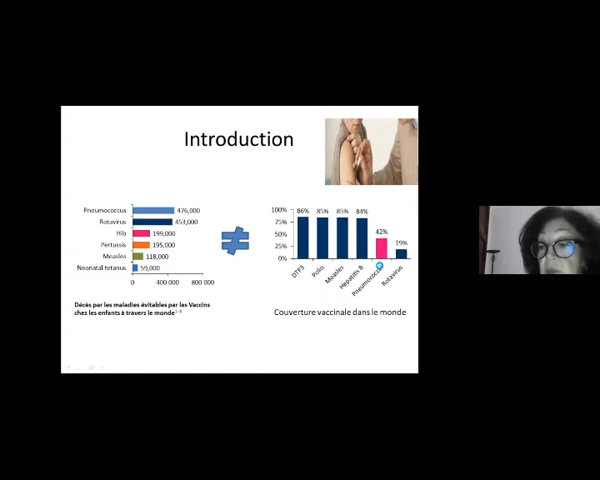 Introduction
Pneumococcus 476,000
Rotavirus 453,000
Hib 199,000
Pertussis 195,000
Measles 118,000
Neonatal tetanus 59,000
0 400 000 800 000
Décès par les maladies évitables par les Vaccins
chez les enfants à travers le monde
100%
75%
50%
25%
0%
86% 85% 85% 84% 42% 19%
DTP3 Polio Measles Hepatitis B Pneumococcus Rotavirus
Couverture vaccinale dans le monde